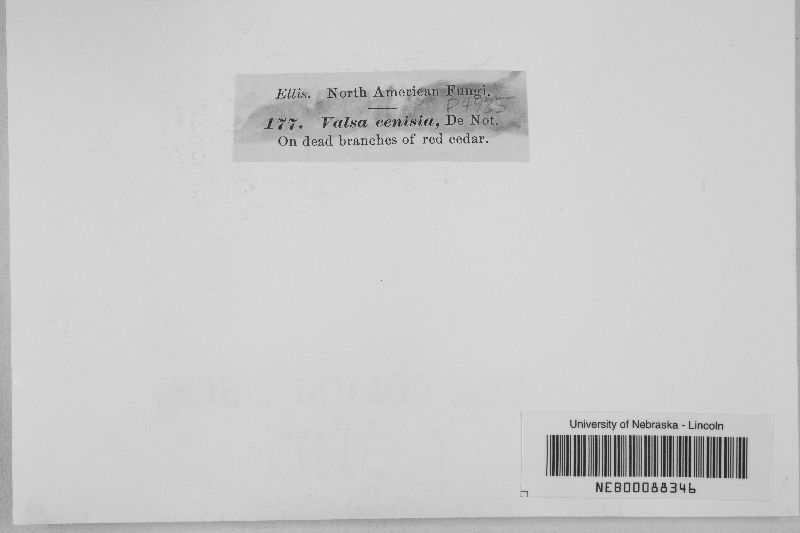 Ellis. North American Fungi.
177. Valsa cenisia, De Not.
On dead branches of red cedar.
University of Nebraska - Lincoln
NEB00088346